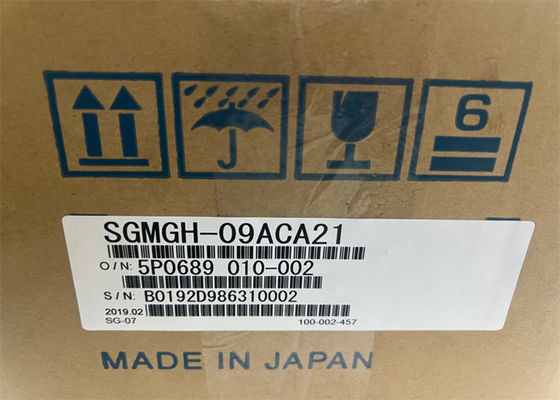 6
SGMGH-09ACA21
O/N: 5P0689 010-002
S/N: B0192D986310002
2019.02
SG-07 100-002-457
MADE IN JAPAN